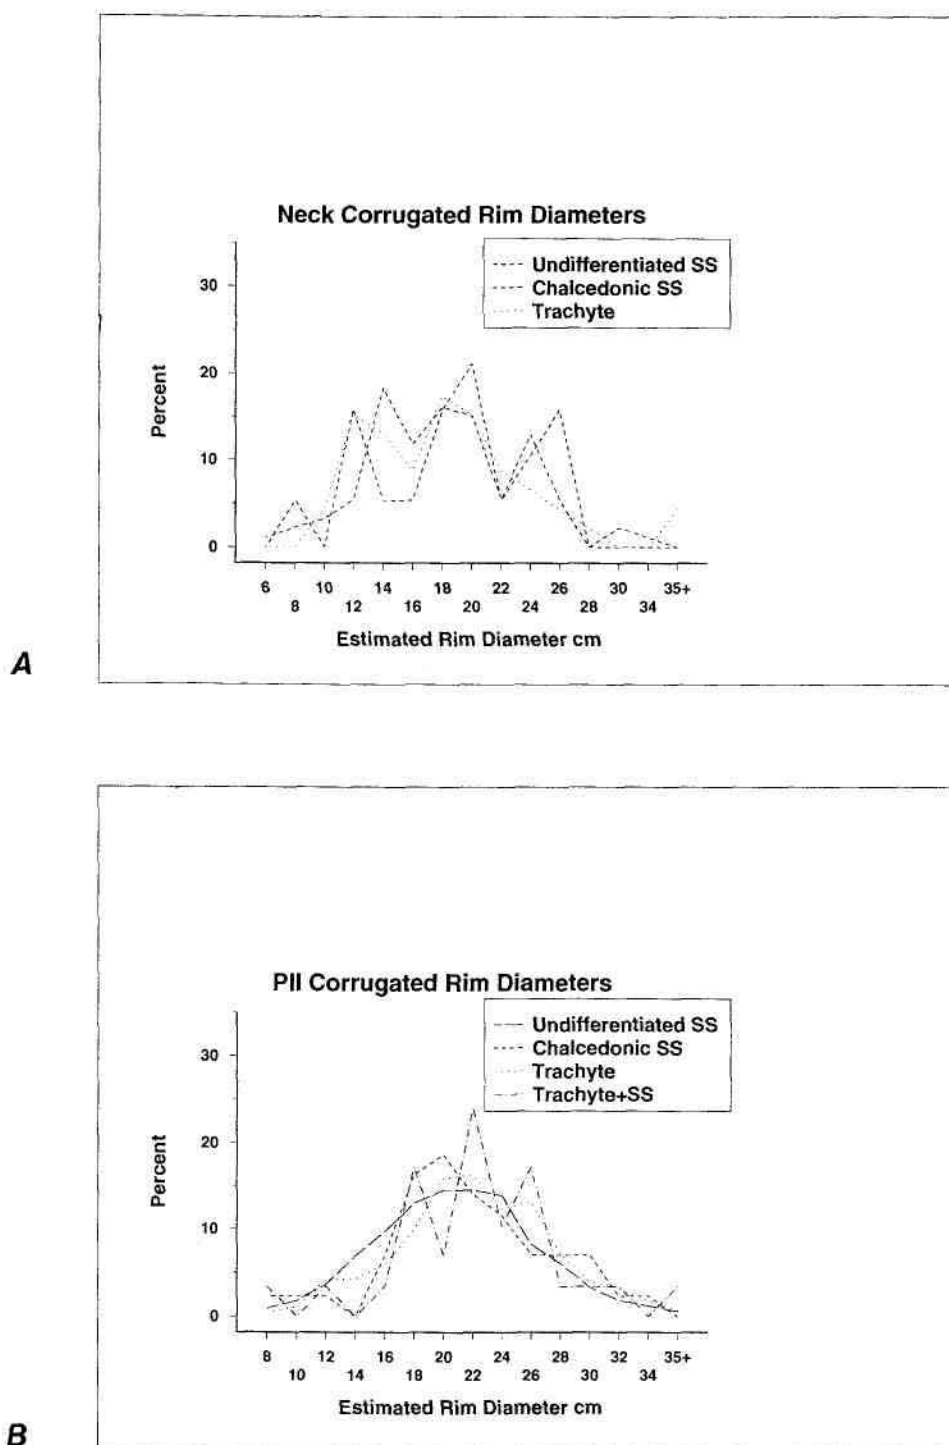 Neck Corrugated Rim Diameters
Undifferentiated SS
Chalcedonic SS
Trachyte
30
20
10
0
Percent
6 10 14 18 22 26 30 35+
8 12 16 20 24 28 34
Estimated Rim Diameter cm
A
PII Corrugated Rim Diameters
Undifferentiated SS
Chalcedonic SS
Trachyte
Trachyte+SS
30
20
10
0
Percent
8 12 16 20 24 28 32 35+
10 14 18 22 26 30 34
Estimated Rim Diameter cm
B